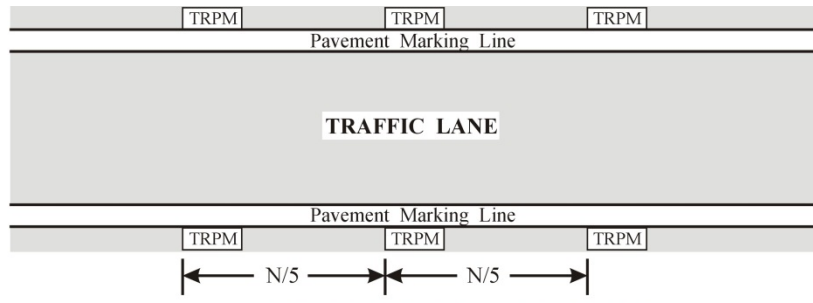 TRPM TRPM TRPM
Pavement Marking Line
TRAFFIC LANE
Pavement Marking Line
TRPM TRPM TRPM
N/5 N/5